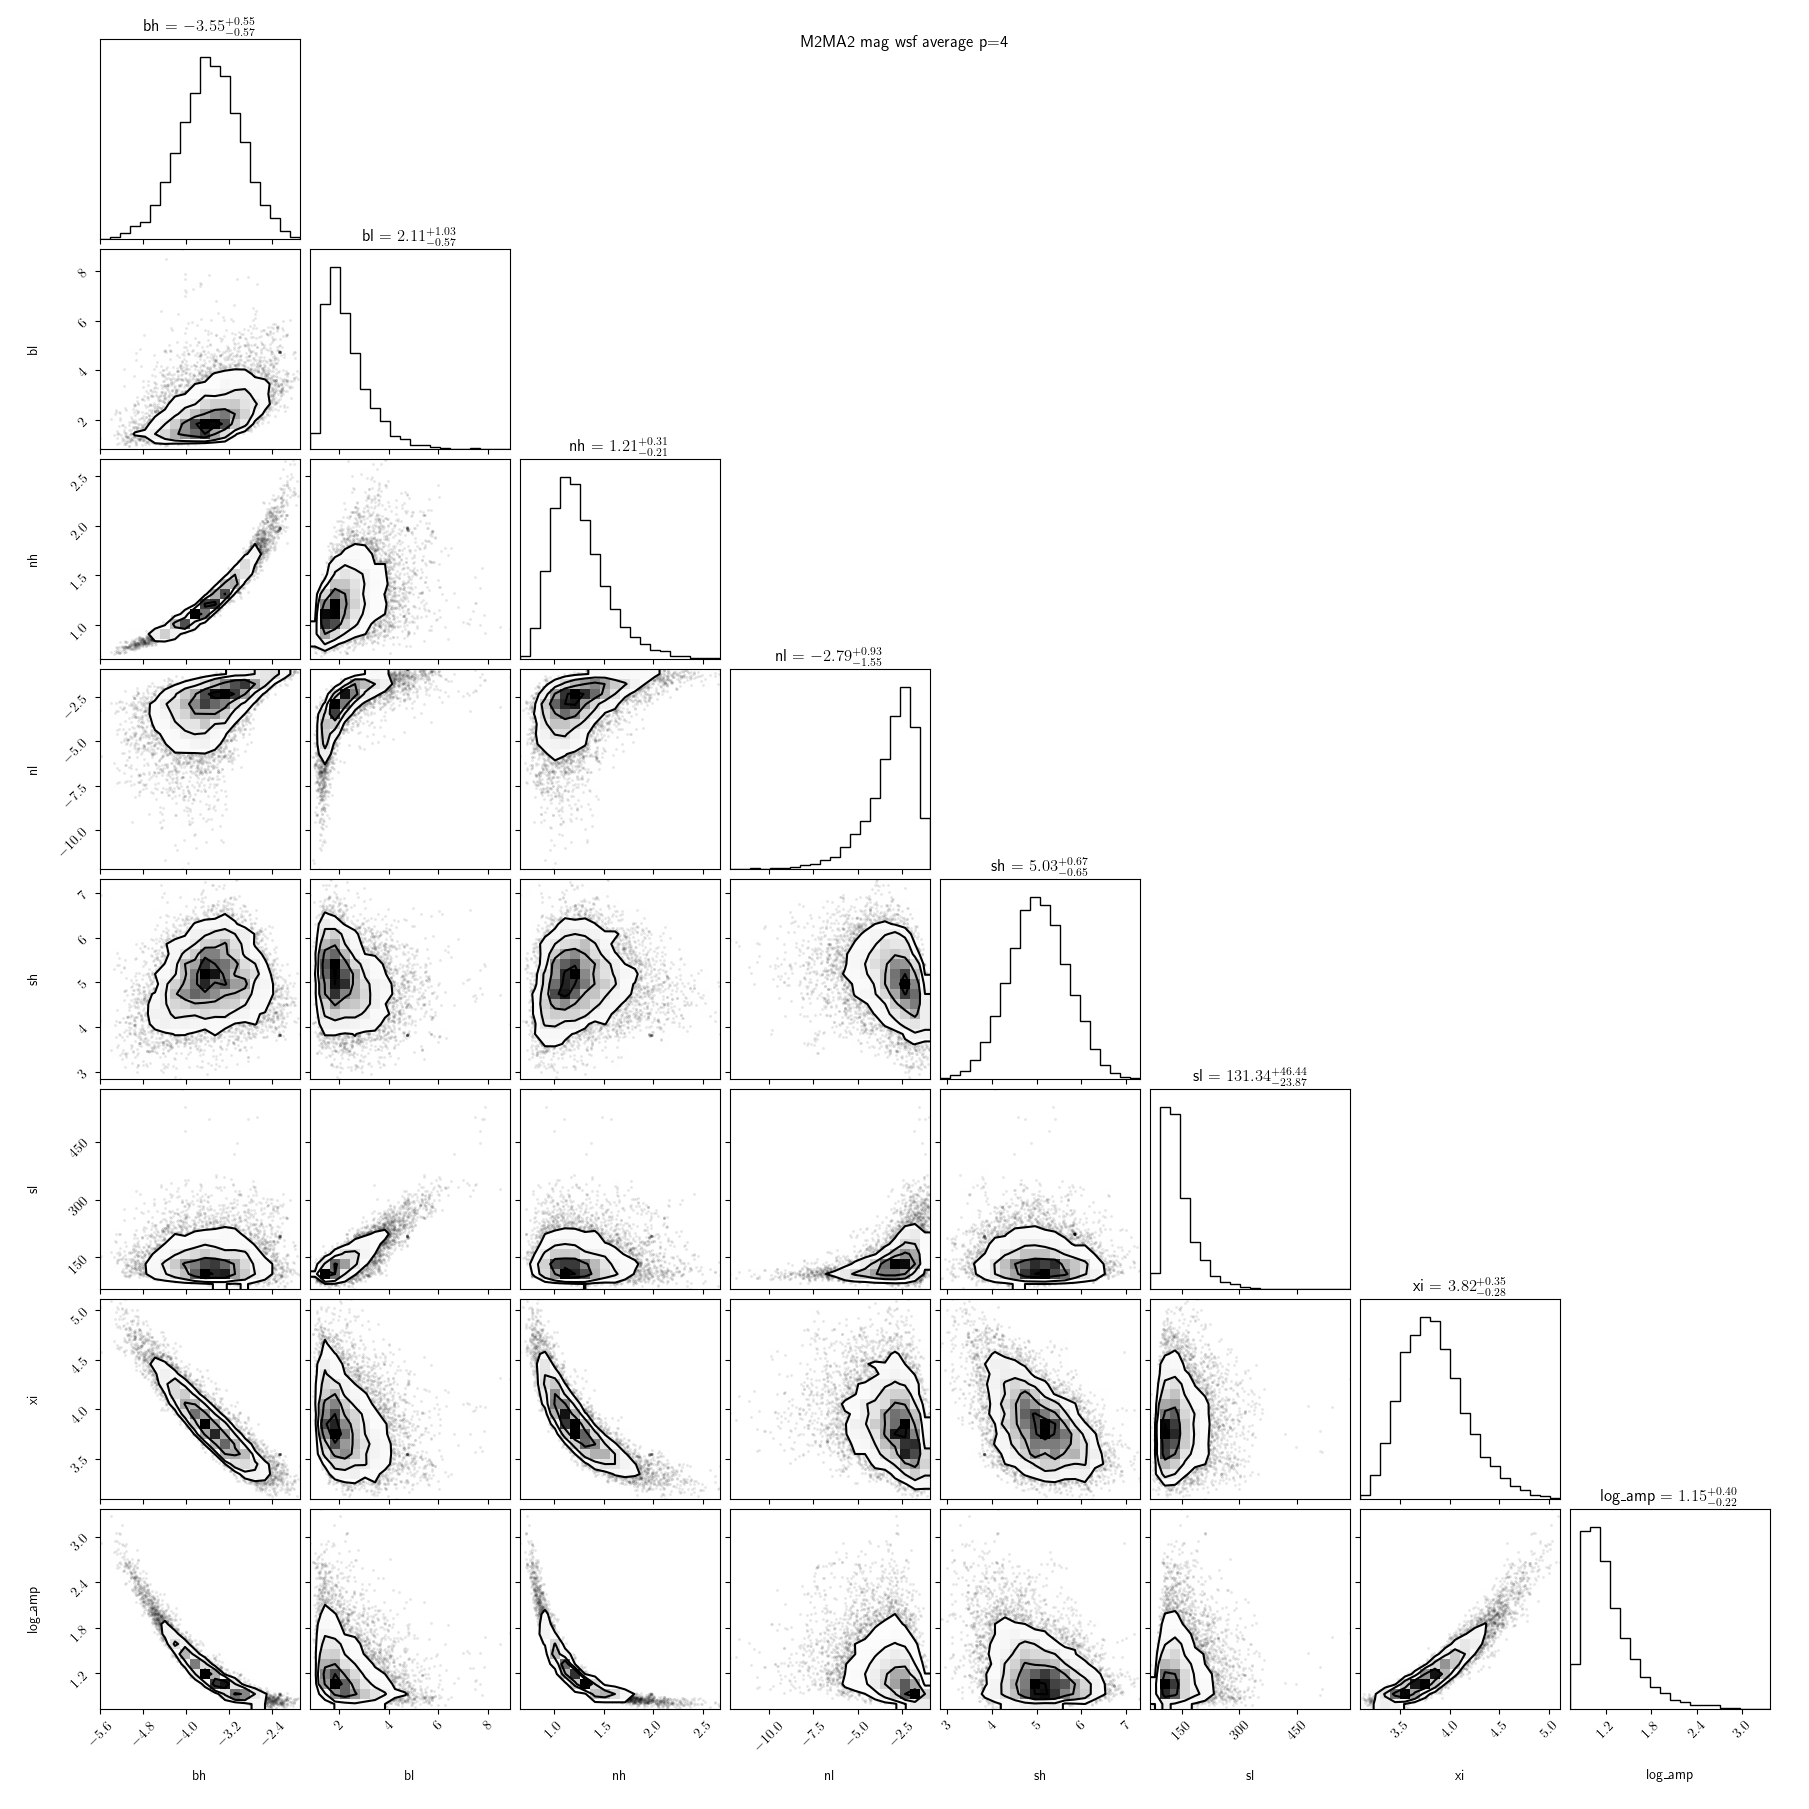 M2MA2 mag wsf average p=4
bh = −3.55 +0.55 −0.57
bl = 2.11 +1.03 −0.57
bl
8
6
4
2
nh = 1.21 +0.31 −0.21
nh
2.5
2.0
1.5
1.0
nl = −2.79 +0.93 −1.55
nl
−2.5
−5.0
−7.5
−10.0
sh = 5.03 +0.67 −0.65
sh
7
6
5
4
3
sl = 131.34 +46.44 −23.87
sl
450
300
150
xi = 3.82 +0.35 −0.28
xi
5.0
4.5
4.0
3.5
log_amp = 1.15 +0.40 −0.22
log_amp
3.0
2.4
1.8
1.2
−5.6 −4.8 −4.0 −3.2 −2.4 2 4 6 8 1.0 1.5 2.0 2.5 −10.0 −7.5 −5.0 −2.5 3 4 5 6 7 150 300 450 3.5 4.0 4.5 5.0 1.2 1.8 2.4 3.0
bh bl nh nl sh sl xi log_amp